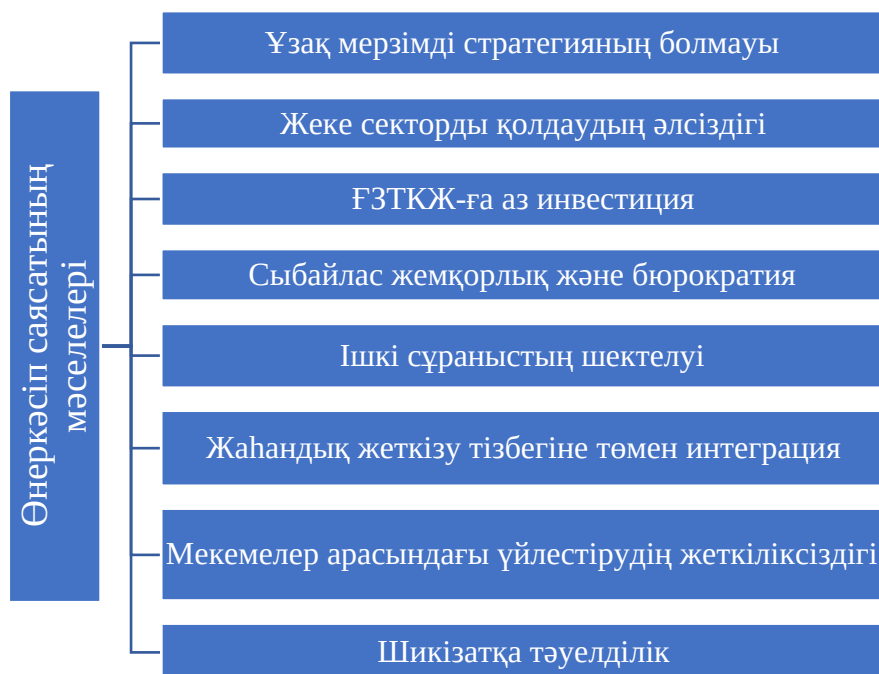 Өнеркәсіп саясатының
мәселелері
Ұзақ мерзімді стратегияның болмауы
Жеке секторды қолдаудың әлсіздігі
ҒЗТКЖ-ға аз инвестиция
Сыбайлас жемқорлық және бюрократия
Ішкі сұраныстың шектелуі
Жаһандық жеткізу тізбегіне төмен интеграция
Мекемелер арасындағы үйлестірудің жеткіліксіздігі
Шикізатқа тәуелділік